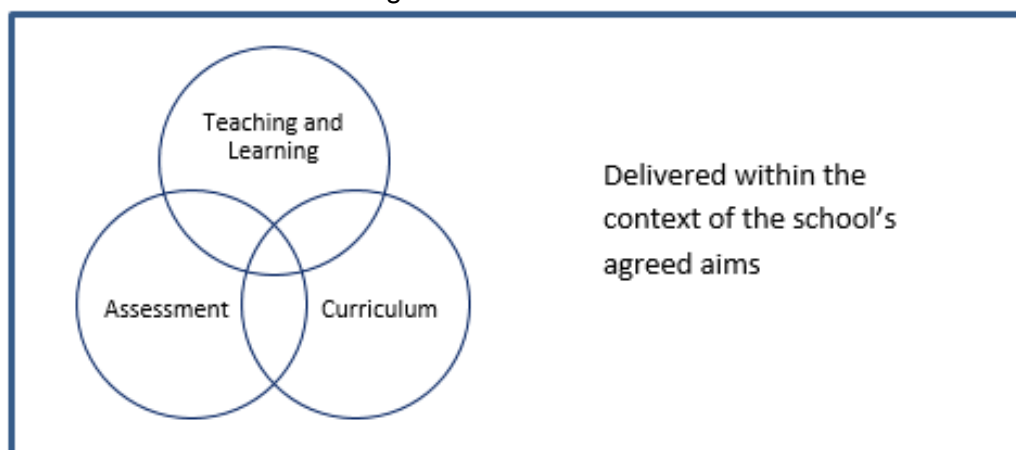 Teaching and
Learning
Delivered within the
context of the school's
agreed aims
Assessment
Curriculum